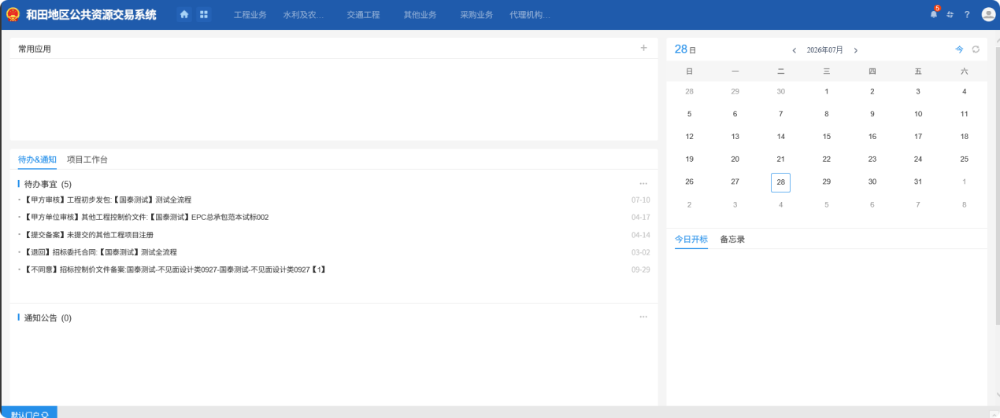 和田地区公共资源交易系统
工程业务 水利及农... 交通工程 其他业务 采购业务 代理机构...
5
?
常用应用
+
待办&通知 项目工作台
待办事宜 (5)
【甲方审核】工程初步发包:【国泰测试】测试全流程 07-10
【甲方单位审核】其他工程控制价文件:【国泰测试】EPC总承包范本试标002 04-17
【提交备案】未提交的其他工程项目注册 04-14
【退回】招标委托合同:【国泰测试】测试全流程 03-02
【不同意】招标控制价文件备案:国泰测试-不见面设计类0927-国泰测试-不见面设计类0927【1】 09-29
通知公告 (0)
28日 2026年07月 今
日 一 二 三 四 五 六
28 29 30 1 2 3 4
5 6 7 8 9 10 11
12 13 14 15 16 17 18
19 20 21 22 23 24 25
26 27 28 29 30 31 1
2 3 4 5 6 7 8
今日开标 备忘录
默认门户